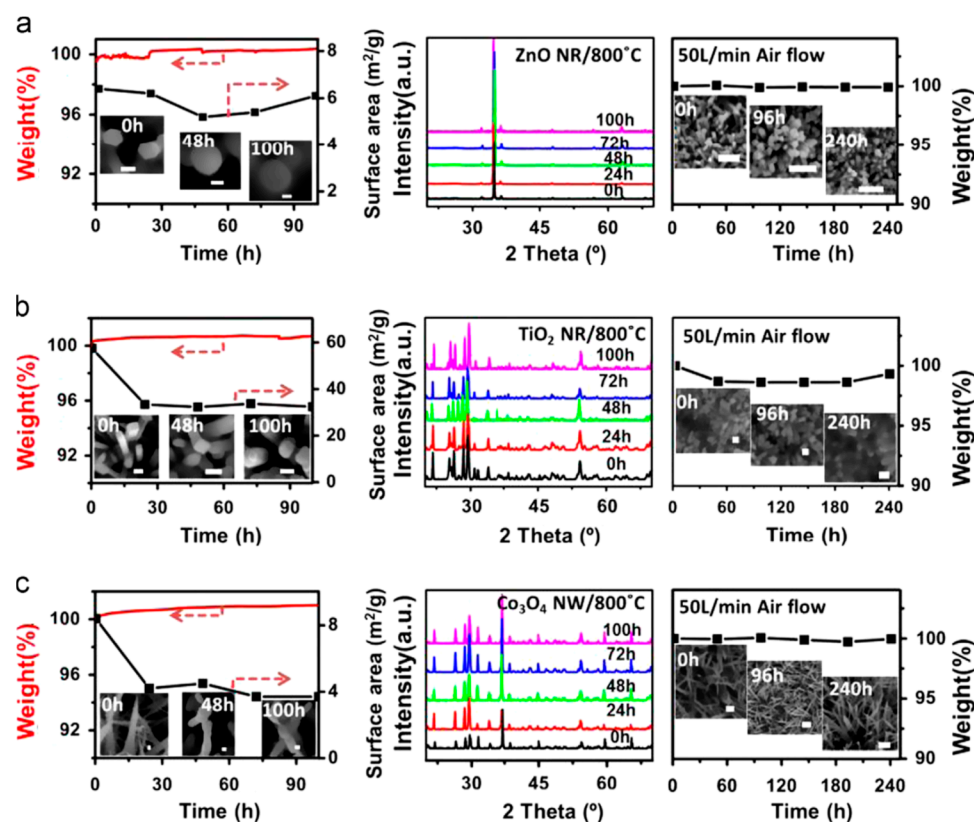 a
100
96
92
Weight(%)
0h
48h
100h
8
6
4
2
Surface area (m²/g)
0
30
60
90
Time (h)
Intensity(a.u.)
ZnO NR/800˚C
100h
72h
48h
24h
0h
30
45
60
2 Theta (º)
50L/min Air flow
0h
96h
240h
100
95
90
Weight(%)
0
60
120
180
240
Time (h)
b
100
96
92
Weight(%)
0h
48h
100h
60
40
20
0
Surface area (m²/g)
0
30
60
90
Time (h)
Intensity(a.u.)
TiO₂ NR/800˚C
100h
72h
48h
24h
0h
30
45
60
2 Theta (º)
50L/min Air flow
0h
96h
240h
100
95
90
Weight(%)
0
60
120
180
240
Time (h)
c
100
96
92
Weight(%)
0h
48h
100h
8
4
0
Surface area (m²/g)
0
30
60
90
Time (h)
Intensity(a.u.)
Co₃O₄ NW/800˚C
100h
72h
48h
24h
0h
30
45
60
2 Theta (º)
50L/min Air flow
0h
96h
240h
100
95
90
Weight(%)
0
60
120
180
240
Time (h)